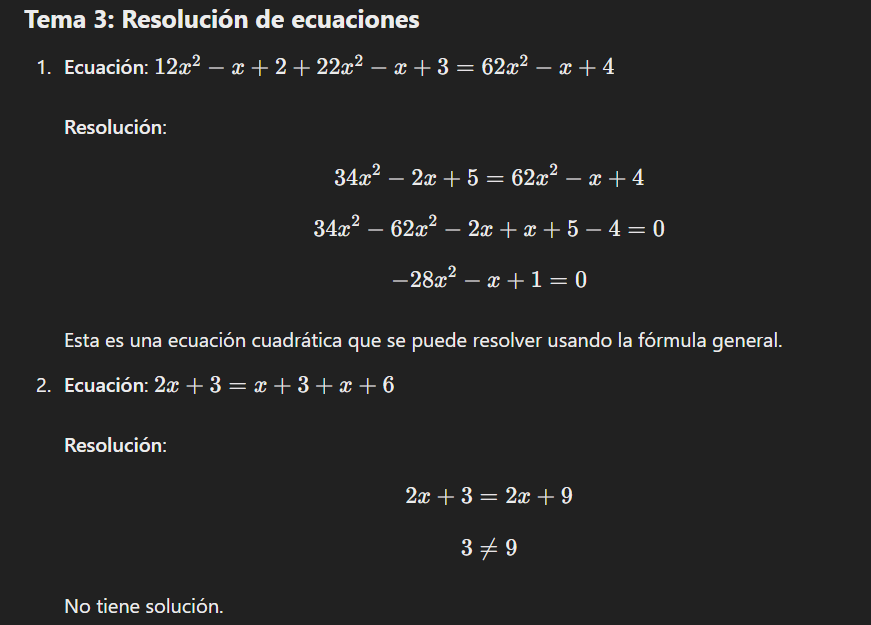 Tema 3: Resolución de ecuaciones
1. Ecuación: 12x² − x + 2 + 22x² − x + 3 = 62x² − x + 4
Resolución:
34x² − 2x + 5 = 62x² − x + 4
34x² − 62x² − 2x + x + 5 − 4 = 0
−28x² − x + 1 = 0
Esta es una ecuación cuadrática que se puede resolver usando la fórmula general.
2. Ecuación: 2x + 3 = x + 3 + x + 6
Resolución:
2x + 3 = 2x + 9
3 ≠ 9
No tiene solución.